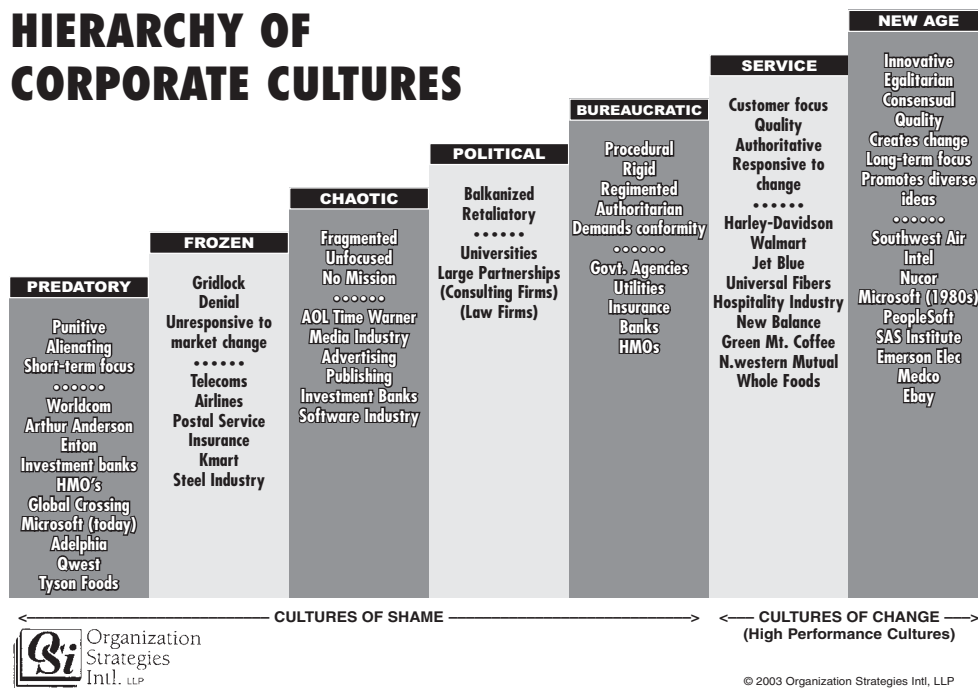 HIERARCHY OF
CORPORATE CULTURES
PREDATORY
Punitive
Alienating
Short-term focus
••••••
Worldcom
Arthur Anderson
Enton
Investment banks
HMO's
Global Crossing
Microsoft (today)
Adelphia
Qwest
Tyson Foods
FROZEN
Gridlock
Denial
Unresponsive to
market change
••••••
Telecoms
Airlines
Postal Service
Insurance
Kmart
Steel Industry
CHAOTIC
Fragmented
Unfocused
No Mission
••••••
AOL Time Warner
Media Industry
Advertising
Publishing
Investment Banks
Software Industry
POLITICAL
Balkanized
Retaliatory
••••••
Universities
Large Partnerships
(Consulting Firms)
(Law Firms)
BUREAUCRATIC
Procedural
Rigid
Regimented
Authoritarian
Demands conformity
••••••
Govt. Agencies
Utilities
Insurance
Banks
HMOs
SERVICE
Customer focus
Quality
Authoritative
Responsive to
change
••••••
Harley-Davidson
Walmart
Jet Blue
Universal Fibers
Hospitality Industry
New Balance
Green Mt. Coffee
N.western Mutual
Whole Foods
NEW AGE
Innovative
Egalitarian
Consensual
Quality
Creates change
Long-term focus
Promotes diverse
ideas
••••••
Southwest Air
Intel
Nucor
Microsoft (1980s)
PeopleSoft
SAS Institute
Emerson Elec
Medco
Ebay
<—— CULTURES OF SHAME ——>
<—— CULTURES OF CHANGE ——>
(High Performance Cultures)
OSi
Organization
Strategies
Intl. LLP
© 2003 Organization Strategies Intl, LLP